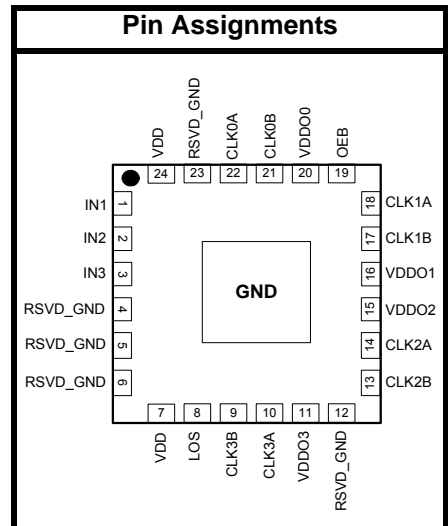 Pin Assignments
VDD
RSVD_GND
CLK0A
CLK0B
VDDO0
OEB
24 23 22 21 20 19
IN1 1 18 CLK1A
IN2 2 17 CLK1B
IN3 3 16 VDDO1
GND
RSVD_GND 4 15 VDDO2
RSVD_GND 5 14 CLK2A
RSVD_GND 6 13 CLK2B
7 8 9 10 11 12
VDD
LOS
CLK3B
CLK3A
VDDO3
RSVD_GND